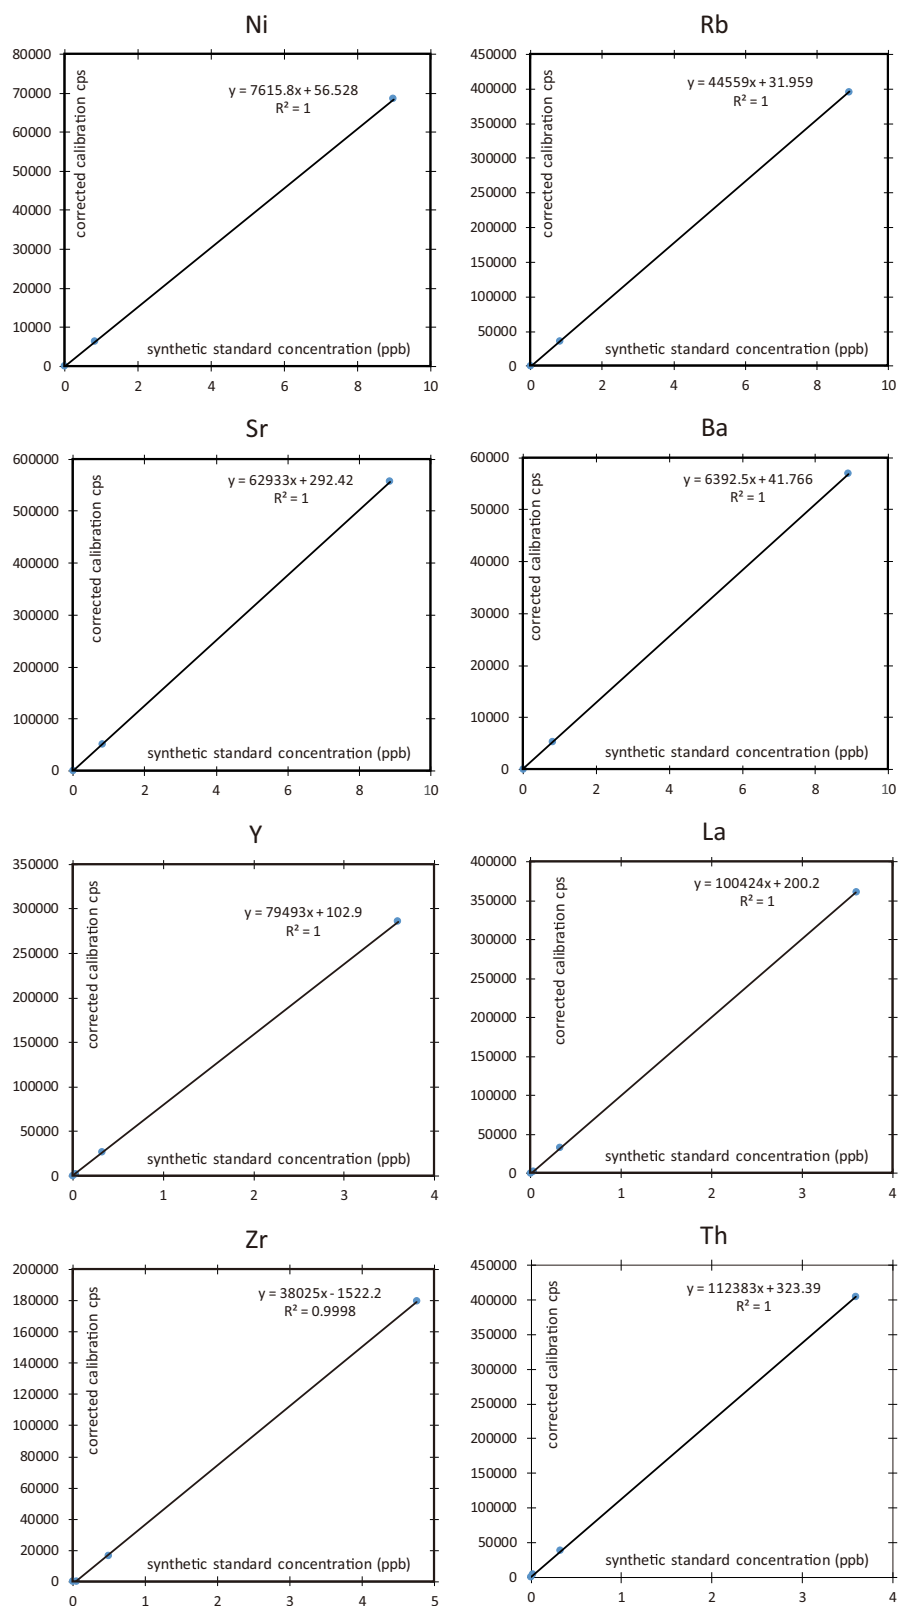 Ni
80000
70000
60000
50000
40000
30000
20000
10000
0
corrected calibration cps
y = 7615.8x + 56.528
R² = 1
synthetic standard concentration (ppb)
0 2 4 6 8 10
Rb
450000
400000
350000
300000
250000
200000
150000
100000
50000
0
corrected calibration cps
y = 44559x + 31.959
R² = 1
synthetic standard concentration (ppb)
0 2 4 6 8 10
Sr
600000
500000
400000
300000
200000
100000
0
corrected calibration cps
y = 62933x + 292.42
R² = 1
synthetic standard concentration (ppb)
0 2 4 6 8 10
Ba
60000
50000
40000
30000
20000
10000
0
corrected calibration cps
y = 6392.5x + 41.766
R² = 1
synthetic standard concentration (ppb)
0 2 4 6 8 10
Y
350000
300000
250000
200000
150000
100000
50000
0
corrected calibration cps
y = 79493x + 102.9
R² = 1
synthetic standard concentration (ppb)
0 1 2 3 4
La
400000
350000
300000
250000
200000
150000
100000
50000
0
corrected calibration cps
y = 100424x + 200.2
R² = 1
synthetic standard concentration (ppb)
0 1 2 3 4
Zr
200000
180000
160000
140000
120000
100000
80000
60000
40000
20000
0
corrected calibration cps
y = 38025x - 1522.2
R² = 0.9998
synthetic standard concentration (ppb)
0 1 2 3 4 5
Th
450000
400000
350000
300000
250000
200000
150000
100000
50000
0
corrected calibration cps
y = 112383x + 323.39
R² = 1
synthetic standard concentration (ppb)
0 1 2 3 4